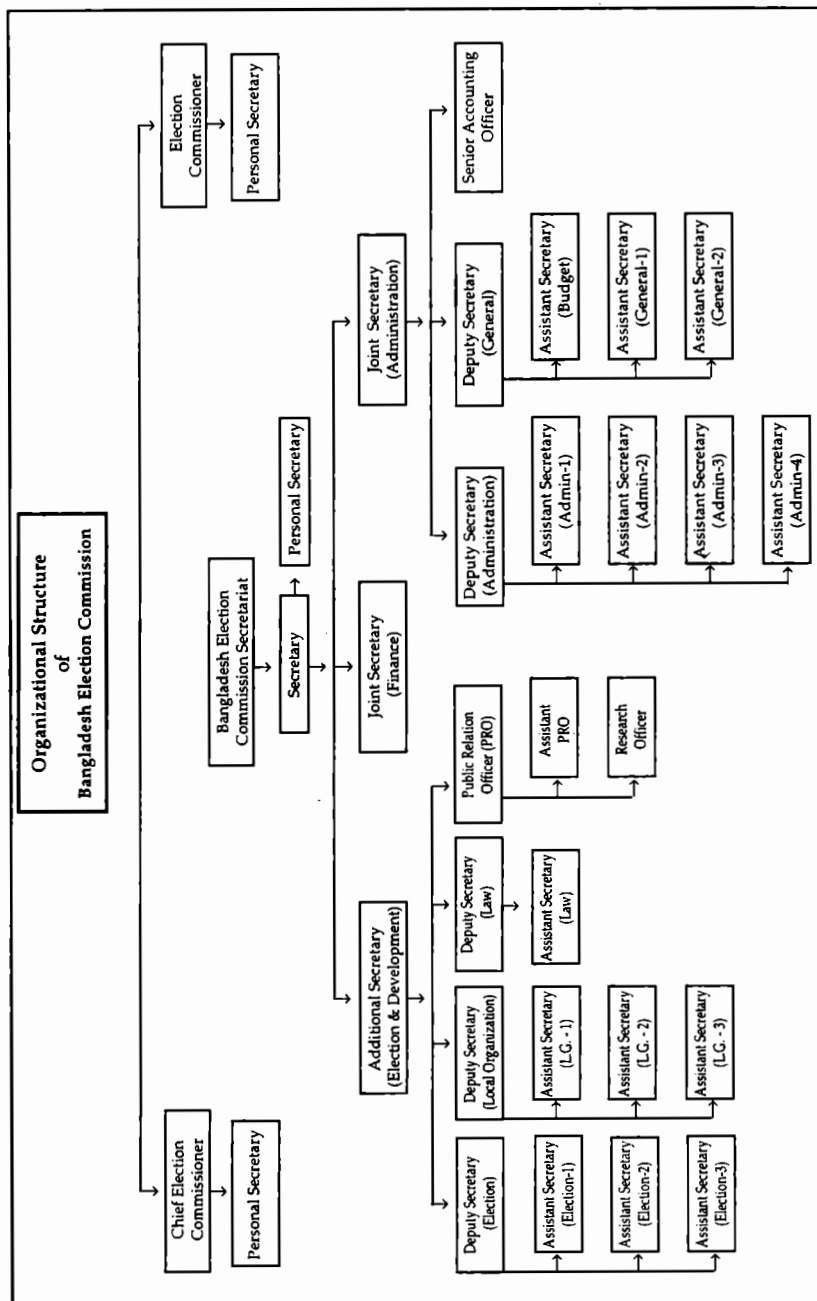 Organizational Structure
of
Bangladesh Election Commission
Chief Election
Commissioner
Personal Secretary
Election
Commissioner
Personal Secretary
Bangladesh Election
Commission Secretariat
Secretary
Personal Secretary
Additional Secretary
(Election & Development)
Joint Secretary
(Finance)
Joint Secretary
(Administration)
Deputy Secretary
(Election)
Assistant Secretary
(Election-1)
Assistant Secretary
(Election-2)
Assistant Secretary
(Election-3)
Deputy Secretary
(Local Organization)
Assistant Secretary
(L.G. - 1)
Assistant Secretary
(L.G. - 2)
Assistant Secretary
(L.G. - 3)
Deputy Secretary
(Law)
Assistant Secretary
(Law)
Public Relation
Officer (PRO)
Assistant
PRO
Research
Officer
Deputy Secretary
(Administration)
Assistant Secretary
(Admin-1)
Assistant Secretary
(Admin-2)
Assistant Secretary
(Admin-3)
Assistant Secretary
(Admin-4)
Deputy Secretary
(General)
Assistant Secretary
(Budget)
Assistant Secretary
(General-1)
Assistant Secretary
(General-2)
Senior Accounting
Officer